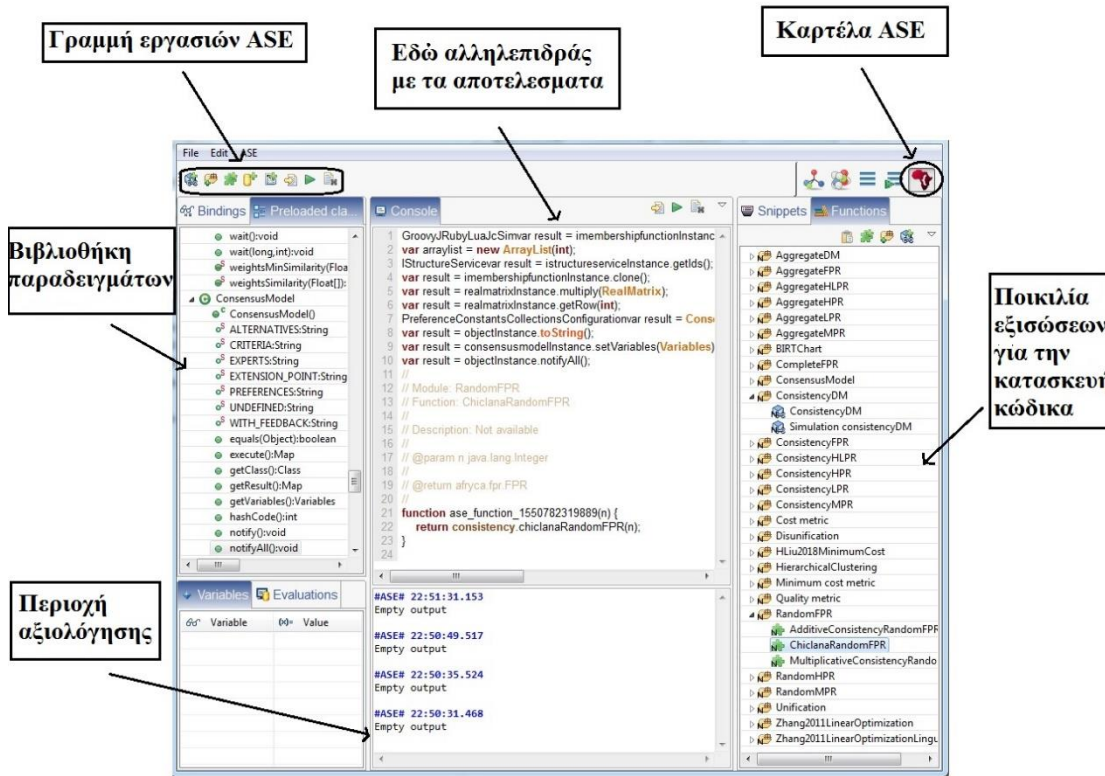 Γραμμή εργασιών ASE
Εδώ αλληλεπιδράς
με τα αποτελεσματα
Καρτέλα ASE
Βιβλιοθήκη
παραδειγμάτων
Ποικιλία
εξισώσεων
για την
κατασκευή
κώδικα
Περιοχή
αξιολόγησης
File Edit ASE
Bindings Preloaded cla...
wait():void
wait(long,int):void
weightsMinSimilarity(Floa
weightsSimilarity(Float[]):
ConsensusModel
ConsensusModel()
ALTERNATIVES:String
CRITERIA:String
EXPERTS:String
EXTENSION_POINT:String
PREFERENCES:String
UNDEFINED:String
WITH_FEEDBACK:String
equals(Object):boolean
execute():Map
getClass():Class
getResult():Map
getVariables():Variables
hashCode():int
notify():void
notifyAll():void
Console
1 GroovyJRubyLuaJcSimvar result = imembershipfunctionInstanc
2 var arraylist = new ArrayList(int);
3 IStructureServicevar result = istructureserviceInstance.getIds();
4 var result = imembershipfunctionInstance.clone();
5 var result = realmatrixInstance.multiply(RealMatrix);
6 var result = realmatrixInstance.getRow(int);
7 PreferenceConstantsCollectionsConfigurationvar result = Conse
8 var result = objectInstance.toString();
9 var result = consensusmodelInstance.setVariables(Variables)
10 var result = objectInstance.notifyAll();
11 //
12 // Module: RandomFPR
13 // Function: ChiclanaRandomFPR
14 //
15 // Description: Not available
16 //
17 // @param n java.lang.Integer
18 //
19 // @return afryca.fpr.FPR
20 //
21 function ase_function_1550782319889(n) {
22 return consistency.chiclanaRandomFPR(n);
23 }
24
Snippets Functions
AggregateDM
AggregateFPR
AggregateHLPR
AggregateHPR
AggregateLPR
AggregateMPR
BIRTChart
CompleteFPR
ConsensusModel
ConsistencyDM
ConsistencyDM
Simulation consistencyDM
ConsistencyFPR
ConsistencyHLPR
ConsistencyHPR
ConsistencyLPR
ConsistencyMPR
Cost metric
Disunification
HLiu2018MinimumCost
HierarchicalClustering
Minimum cost metric
Quality metric
RandomFPR
AdditiveConsistencyRandomFPR
ChiclanaRandomFPR
MultiplicativeConsistencyRando
RandomHPR
RandomMPR
Unification
Zhang2011LinearOptimization
Zhang2011LinearOptimizationLingu
Variables Evaluations
Variable (x)= Value
#ASE# 22:51:31.153
Empty output
#ASE# 22:50:49.517
Empty output
#ASE# 22:50:35.524
Empty output
#ASE# 22:50:31.468
Empty output